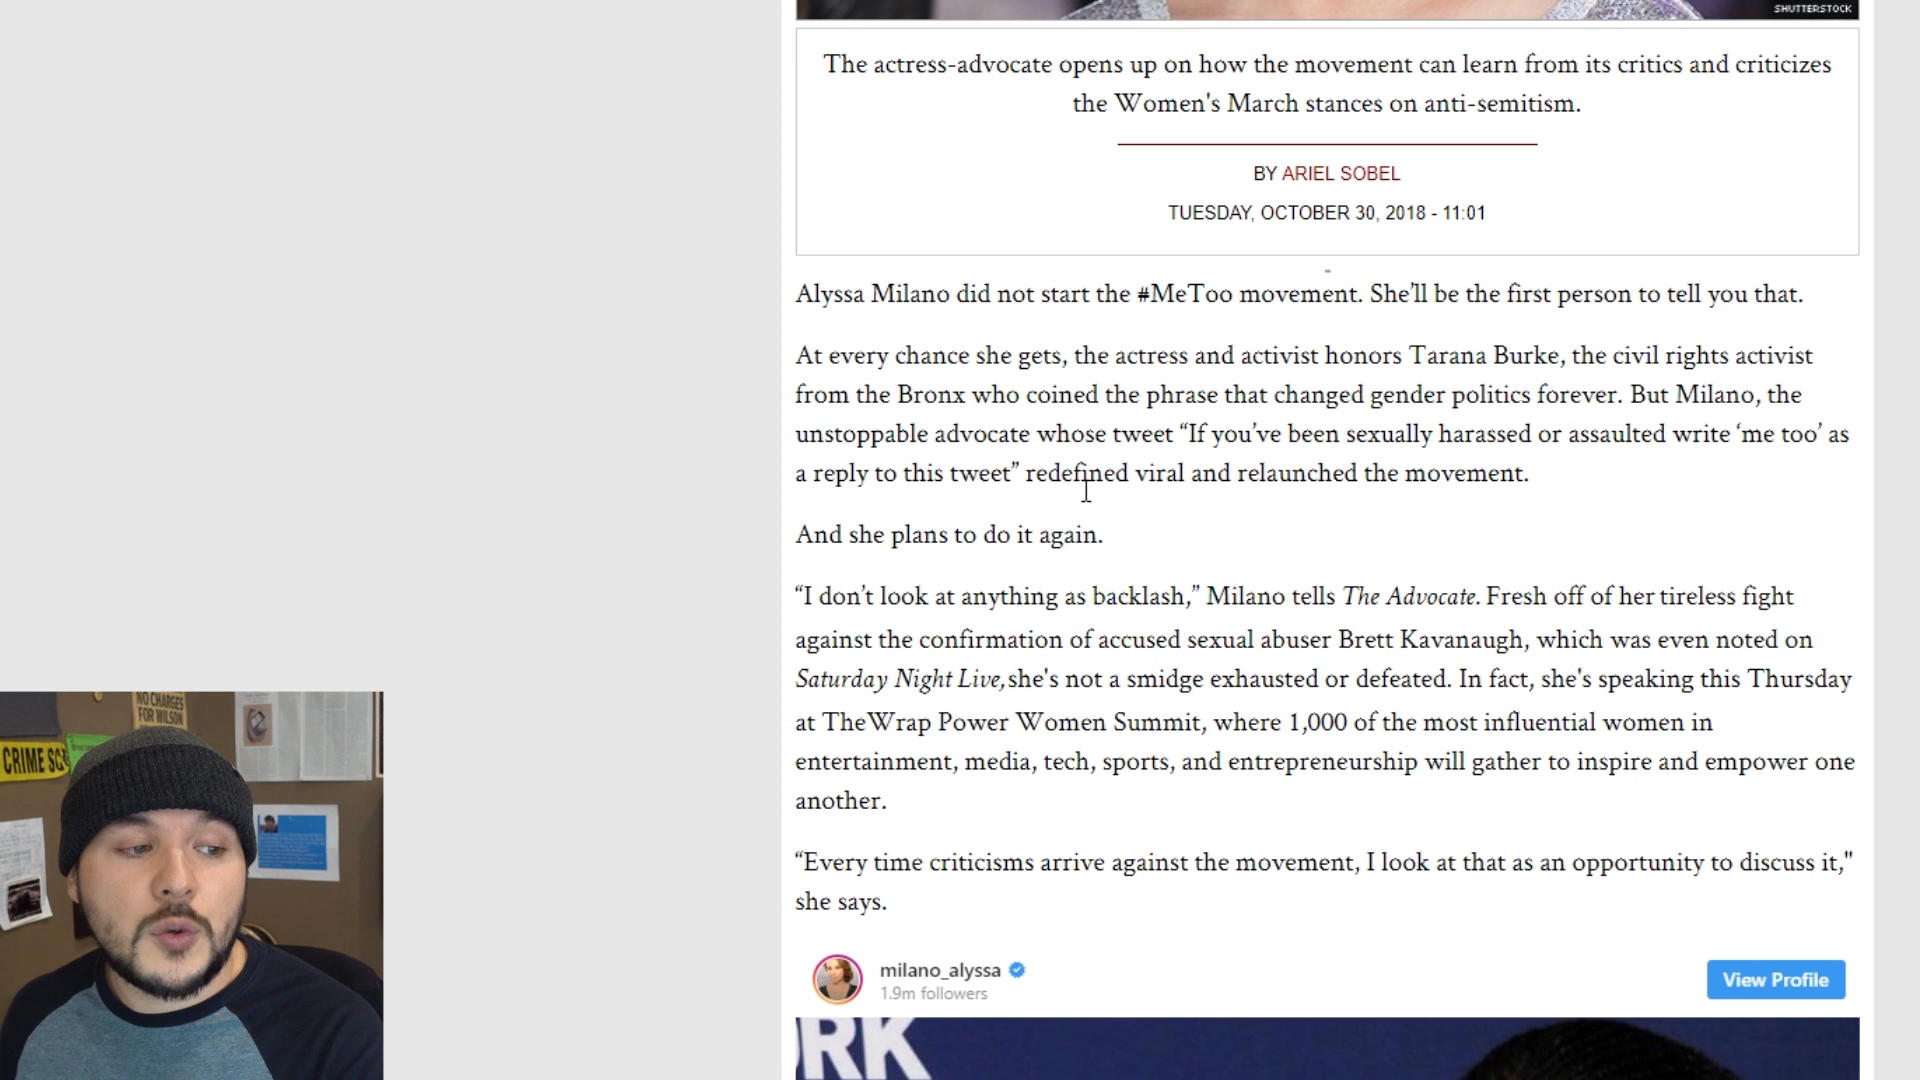 SHUTTERSTOCK
The actress-advocate opens up on how the movement can learn from its critics and criticizes
the Women's March stances on anti-semitism.
BY ARIEL SOBEL
TUESDAY, OCTOBER 30, 2018 - 11:01
Alyssa Milano did not start the #MeToo movement. She’ll be the first person to tell you that.
At every chance she gets, the actress and activist honors Tarana Burke, the civil rights activist
from the Bronx who coined the phrase that changed gender politics forever. But Milano, the
unstoppable advocate whose tweet “If you’ve been sexually harassed or assaulted write ‘me too’ as
a reply to this tweet” redefined viral and relaunched the movement.
And she plans to do it again.
“I don’t look at anything as backlash,” Milano tells The Advocate. Fresh off of her tireless fight
against the confirmation of accused sexual abuser Brett Kavanaugh, which was even noted on
Saturday Night Live, she's not a smidge exhausted or defeated. In fact, she's speaking this Thursday
at TheWrap Power Women Summit, where 1,000 of the most influential women in
entertainment, media, tech, sports, and entrepreneurship will gather to inspire and empower one
another.
“Every time criticisms arrive against the movement, I look at that as an opportunity to discuss it,"
she says.
milano_alyssa
1.9m followers
View Profile
RK
NO CHARGES
FOR WILSON
CRIME SC